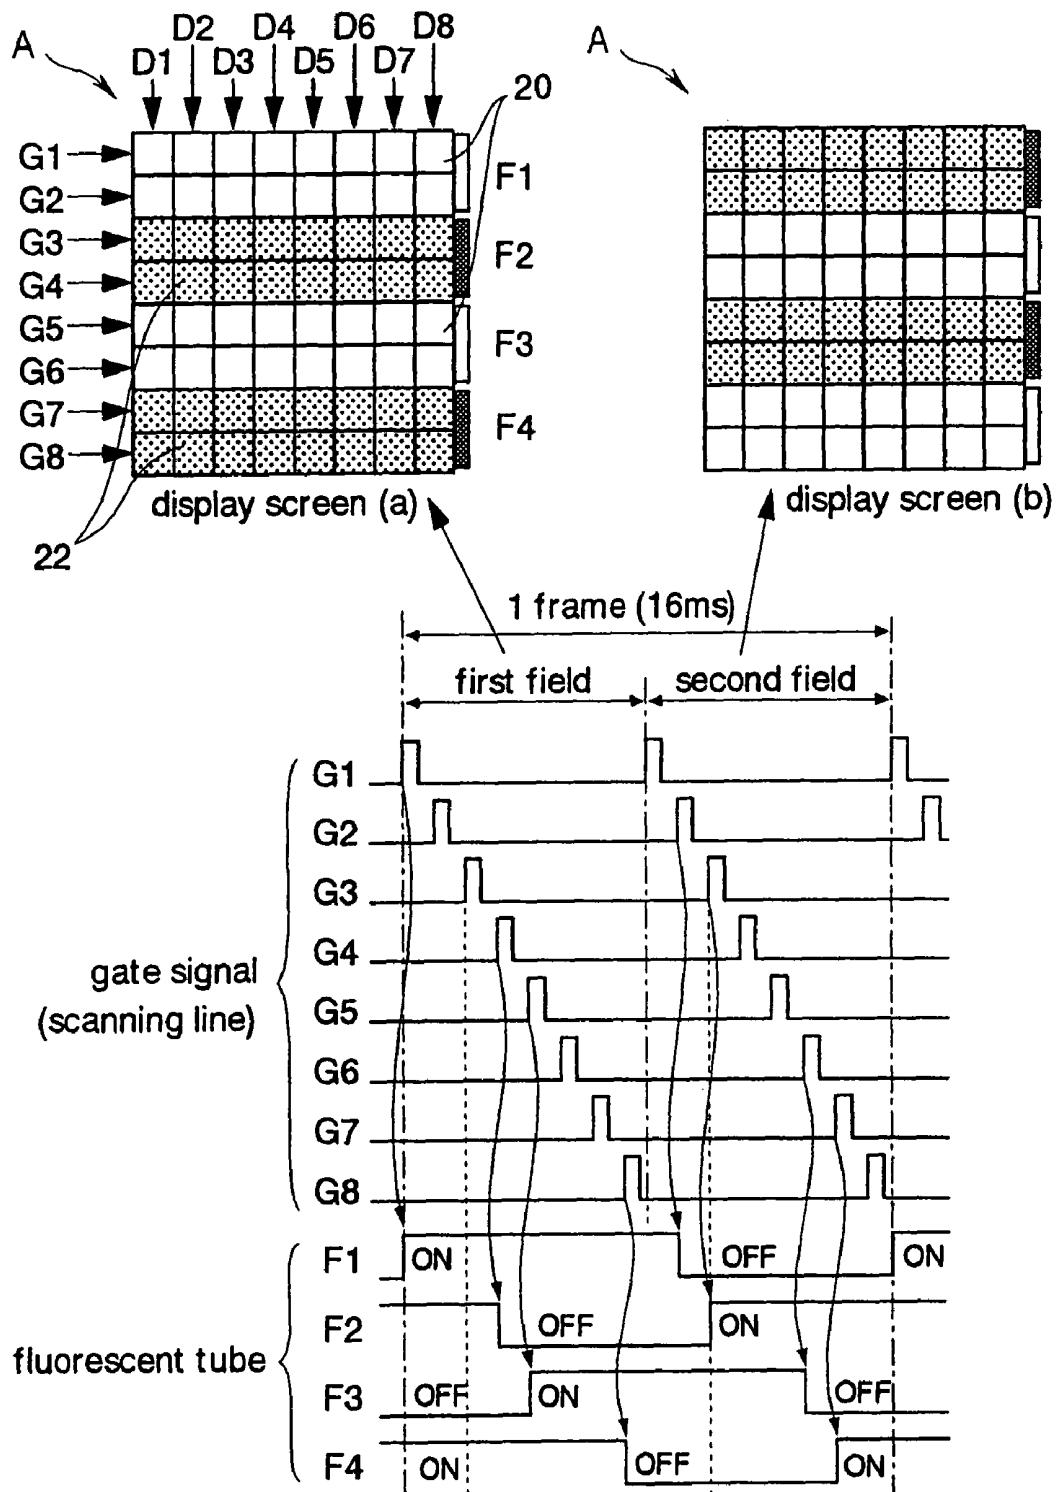 A
D2 D4 D6 D8
D1 D3 D5 D7
20
G1
G2
G3
G4
G5
G6
G7
G8
F1
F2
F3
F4
display screen (a)
22
A
display screen (b)
1 frame (16ms)
first field
second field
gate signal
(scanning line)
G1
G2
G3
G4
G5
G6
G7
G8
fluorescent tube
F1 ON OFF ON
F2 OFF ON
F3 OFF ON OFF
F4 ON OFF ON